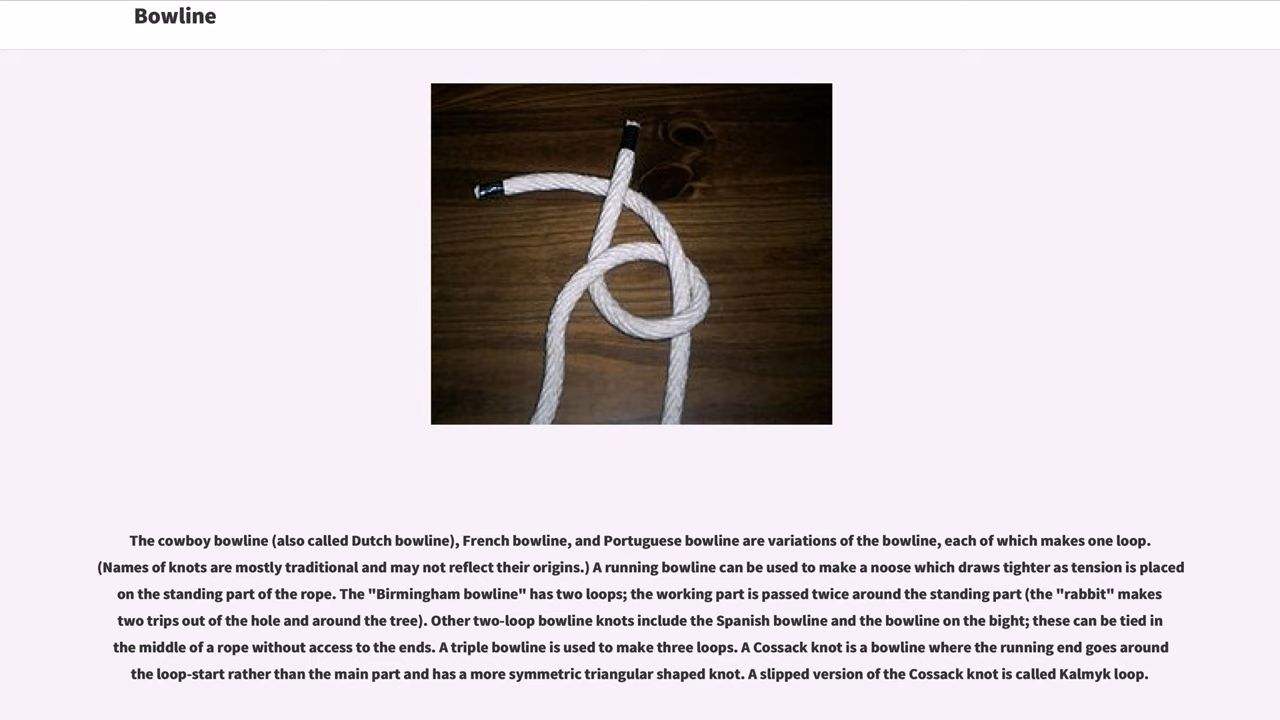 Bowline
The cowboy bowline (also called Dutch bowline), French bowline, and Portuguese bowline are variations of the bowline, each of which makes one loop.
(Names of knots are mostly traditional and may not reflect their origins.) A running bowline can be used to make a noose which draws tighter as tension is placed
on the standing part of the rope. The "Birmingham bowline" has two loops; the working part is passed twice around the standing part (the "rabbit" makes
two trips out of the hole and around the tree). Other two-loop bowline knots include the Spanish bowline and the bowline on the bight; these can be tied in
the middle of a rope without access to the ends. A triple bowline is used to make three loops. A Cossack knot is a bowline where the running end goes around
the loop-start rather than the main part and has a more symmetric triangular shaped knot. A slipped version of the Cossack knot is called Kalmyk loop.